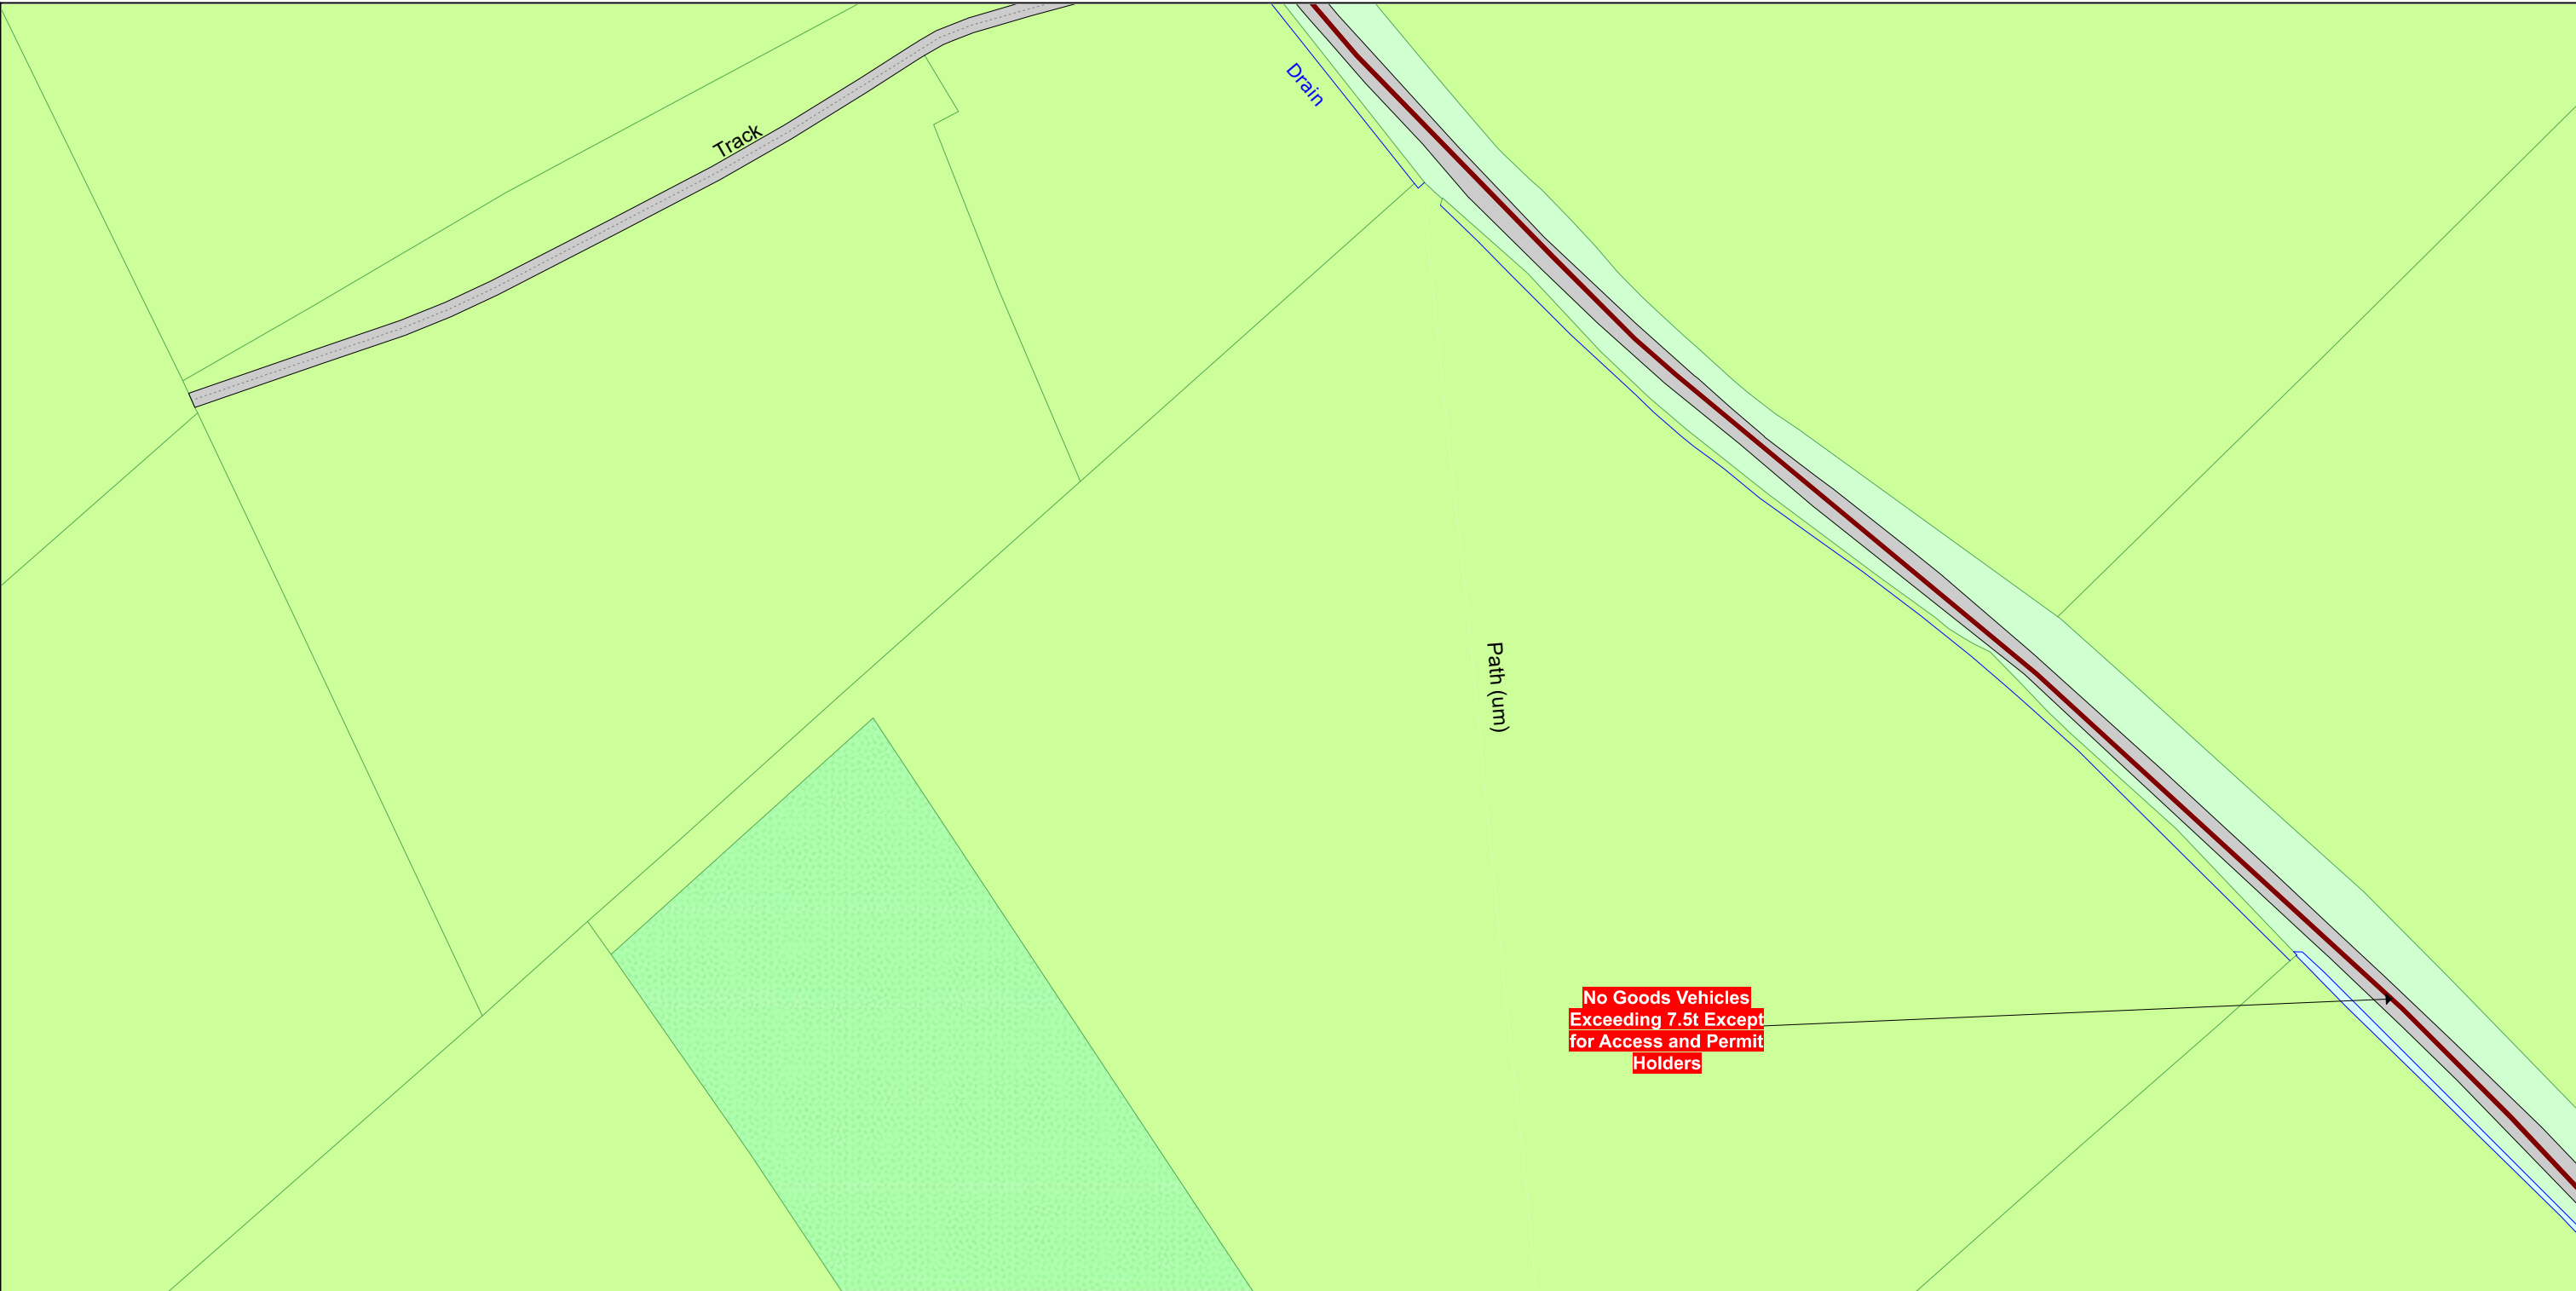 Drain
Track
Path (um)
No Goods Vehicles
Exceeding 7.5t Except
for Access and Permit
Holders